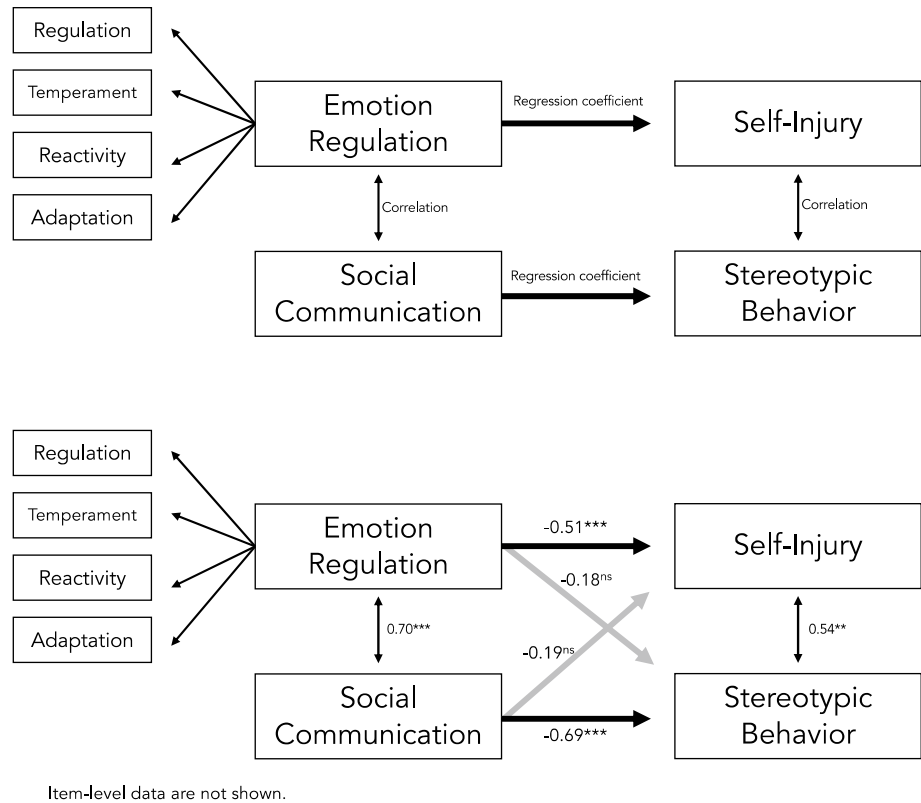 Regulation
Temperament
Reactivity
Adaptation
Emotion
Regulation
Regression coefficient
Self-Injury
Correlation
Correlation
Social
Communication
Regression coefficient
Stereotypic
Behavior
Regulation
Temperament
Reactivity
Adaptation
Emotion
Regulation
-0.51***
Self-Injury
-0.18ns
0.70***
0.54**
-0.19ns
Social
Communication
-0.69***
Stereotypic
Behavior
Item-level data are not shown.